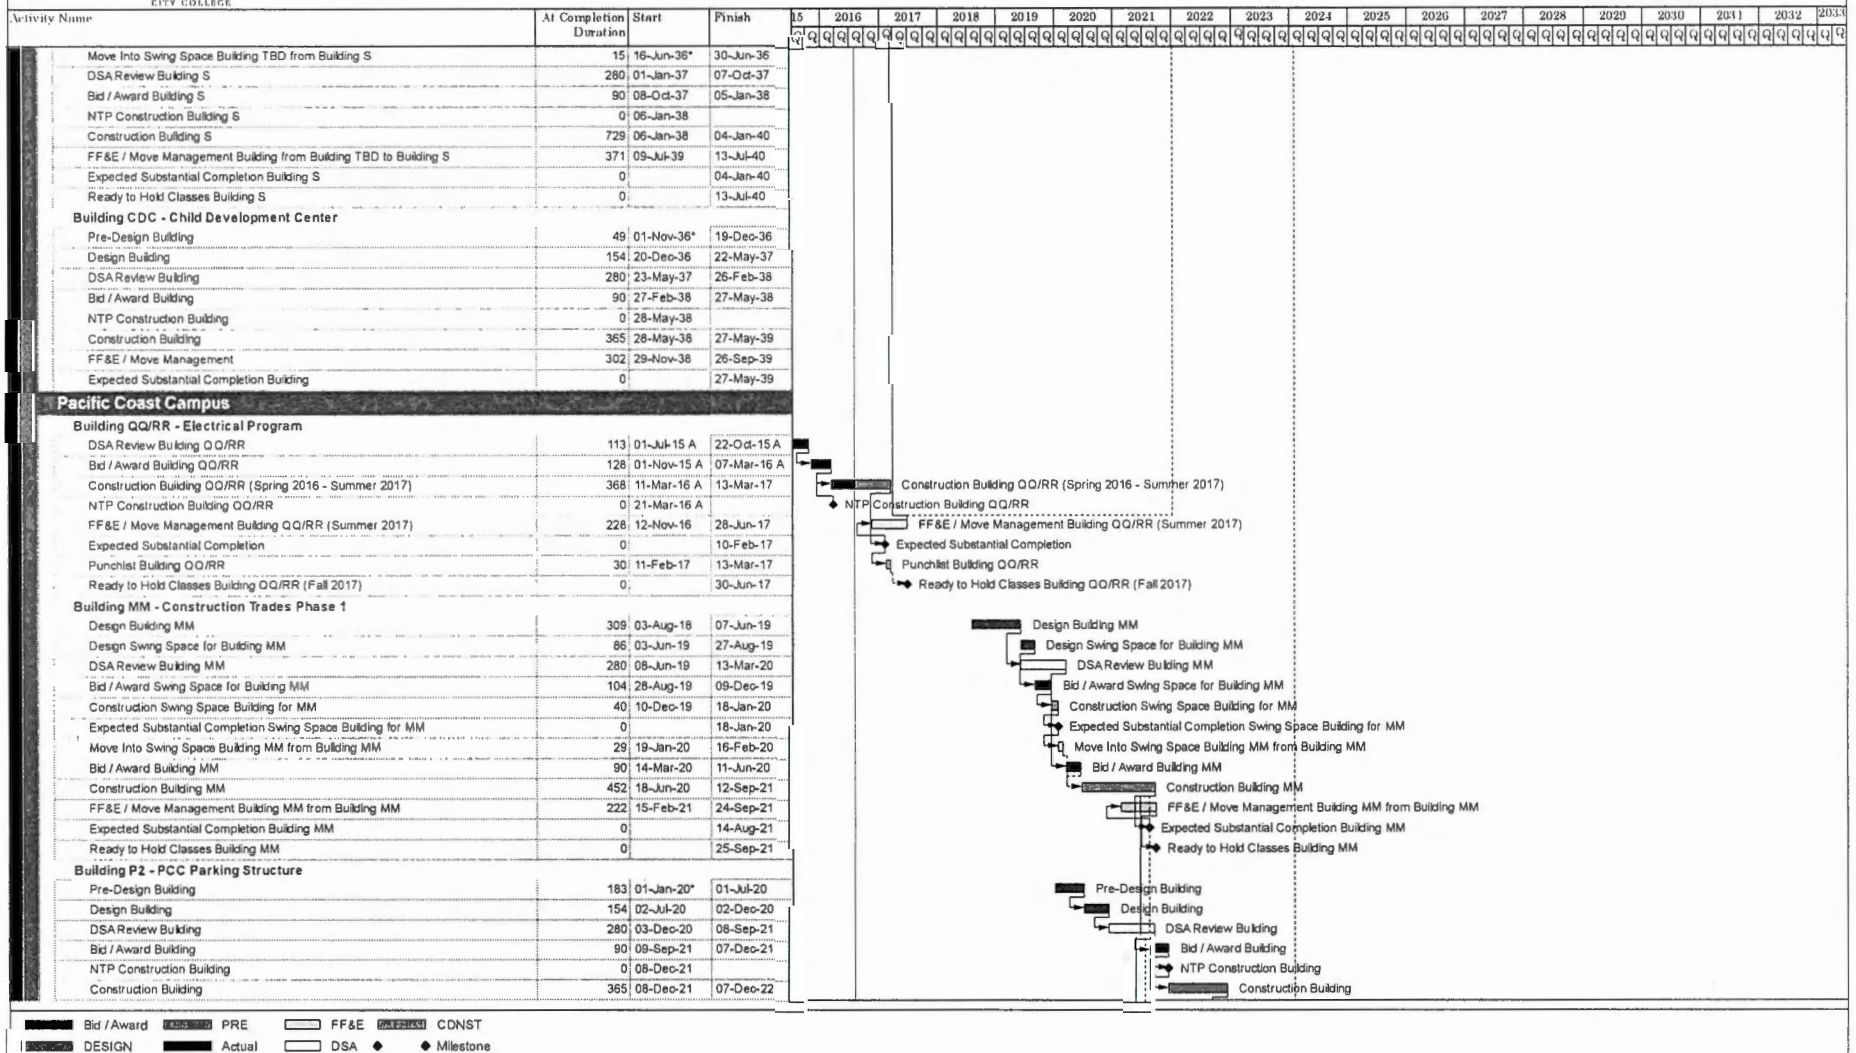 CITY COLLEGE
Activity Name At Completion Duration Start Finish 15 2016 2017 2018 2019 2020 2021 2022 2023 2024 2025 2026 2027 2028 2029 2030 2031 2032 2033
Q Q Q Q Q Q Q Q Q Q Q Q Q Q Q Q Q Q Q Q Q Q Q Q Q Q Q Q Q Q Q Q Q Q Q Q Q Q Q Q Q Q Q Q Q Q Q Q Q Q Q Q Q Q Q Q Q Q Q Q Q Q Q Q Q Q Q Q Q Q Q Q
Move Into Swing Space Building TBD from Building S 15 16-Jun-36* 30-Jun-36
DSA Review Building S 280 01-Jan-37 07-Oct-37
Bid / Award Building S 90 08-Oct-37 05-Jan-38
NTP Construction Building S 0 06-Jan-38
Construction Building S 729 06-Jan-38 04-Jan-40
FF&E / Move Management Building from Building TBD to Building S 371 09-Jul-39 13-Jul-40
Expected Substantial Completion Building S 0 04-Jan-40
Ready to Hold Classes Building S 0 13-Jul-40
Building CDC - Child Development Center
Pre-Design Building 49 01-Nov-36* 19-Dec-36
Design Building 154 20-Dec-36 22-May-37
DSA Review Building 280 23-May-37 26-Feb-38
Bid / Award Building 90 27-Feb-38 27-May-38
NTP Construction Building 0 28-May-38
Construction Building 365 28-May-38 27-May-39
FF&E / Move Management 302 29-Nov-38 26-Sep-39
Expected Substantial Completion Building 0 27-May-39
Pacific Coast Campus
Building QQ/RR - Electrical Program
DSA Review Building QQ/RR 113 01-Jul-15 A 22-Oct-15 A
Bid / Award Building QQ/RR 128 01-Nov-15 A 07-Mar-16 A
Construction Building QQ/RR (Spring 2016 - Summer 2017) 368 11-Mar-16 A 13-Mar-17 Construction Building QQ/RR (Spring 2016 - Summer 2017)
NTP Construction Building QQ/RR 0 21-Mar-16 A NTP Construction Building QQ/RR
FF&E / Move Management Building QQ/RR (Summer 2017) 228 12-Nov-16 28-Jun-17 FF&E / Move Management Building QQ/RR (Summer 2017)
Expected Substantial Completion 0 10-Feb-17 Expected Substantial Completion
Punchlist Building QQ/RR 30 11-Feb-17 13-Mar-17 Punchlist Building QQ/RR
Ready to Hold Classes Building QQ/RR (Fall 2017) 0 30-Jun-17 Ready to Hold Classes Building QQ/RR (Fall 2017)
Building MM - Construction Trades Phase 1
Design Building MM 309 03-Aug-18 07-Jun-19 Design Building MM
Design Swing Space for Building MM 86 03-Jun-19 27-Aug-19 Design Swing Space for Building MM
DSA Review Building MM 280 08-Jun-19 13-Mar-20 DSA Review Building MM
Bid / Award Swing Space for Building MM 104 28-Aug-19 09-Dec-19 Bid / Award Swing Space for Building MM
Construction Swing Space Building for MM 40 10-Dec-19 18-Jan-20 Construction Swing Space Building for MM
Expected Substantial Completion Swing Space Building for MM 0 18-Jan-20 Expected Substantial Completion Swing Space Building for MM
Move Into Swing Space Building MM from Building MM 29 19-Jan-20 16-Feb-20 Move Into Swing Space Building MM from Building MM
Bid / Award Building MM 90 14-Mar-20 11-Jun-20 Bid / Award Building MM
Construction Building MM 452 18-Jun-20 12-Sep-21 Construction Building MM
FF&E / Move Management Building MM from Building MM 222 15-Feb-21 24-Sep-21 FF&E / Move Management Building MM from Building MM
Expected Substantial Completion Building MM 0 14-Aug-21 Expected Substantial Completion Building MM
Ready to Hold Classes Building MM 0 25-Sep-21 Ready to Hold Classes Building MM
Building P2 - PCC Parking Structure
Pre-Design Building 183 01-Jan-20* 01-Jul-20 Pre-Design Building
Design Building 154 02-Jul-20 02-Dec-20 Design Building
DSA Review Building 280 03-Dec-20 08-Sep-21 DSA Review Building
Bid / Award Building 90 09-Sep-21 07-Dec-21 Bid / Award Building
NTP Construction Building 0 08-Dec-21 NTP Construction Building
Construction Building 365 08-Dec-21 07-Dec-22 Construction Building
Bid / Award PRE FF&E CONST
DESIGN Actual DSA Milestone